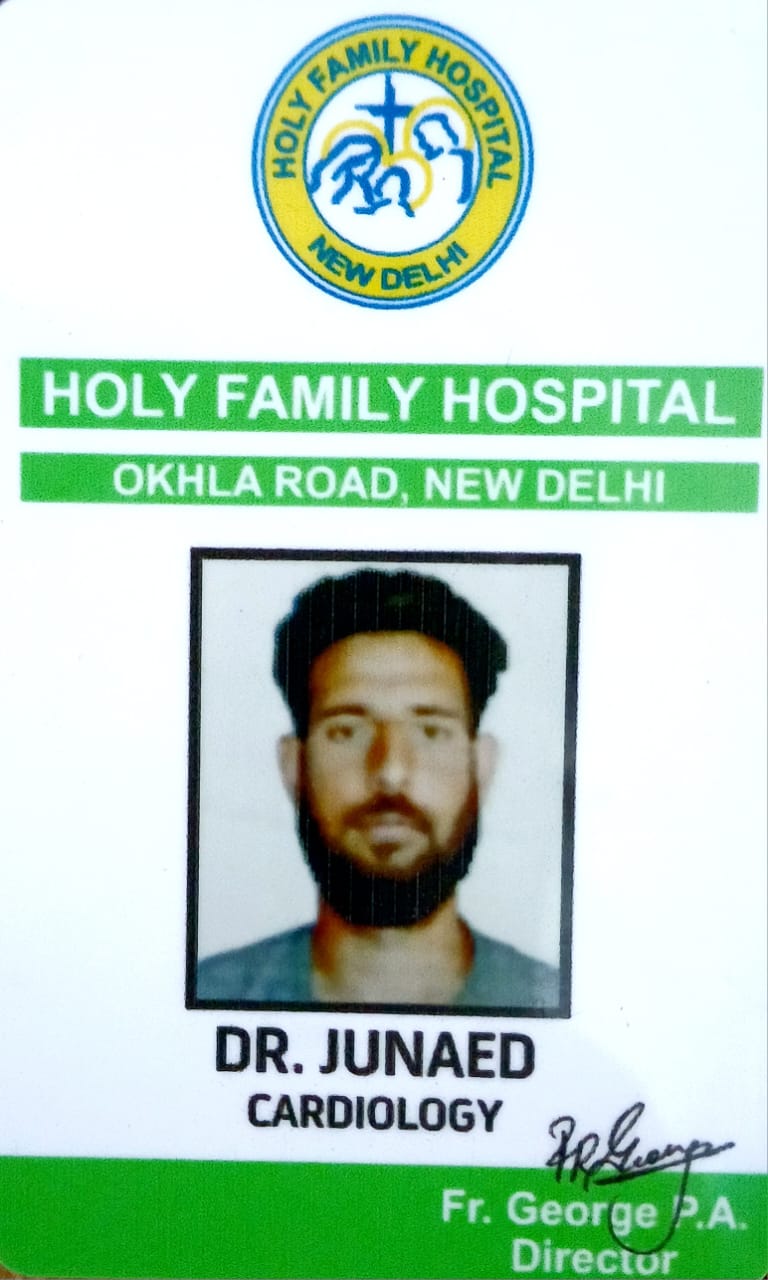 HOLY FAMILY HOSPITAL
NEW DELHI
HOLY FAMILY HOSPITAL
OKHLA ROAD, NEW DELHI
DR. JUNAED
CARDIOLOGY
Fr. George P.A.
Director